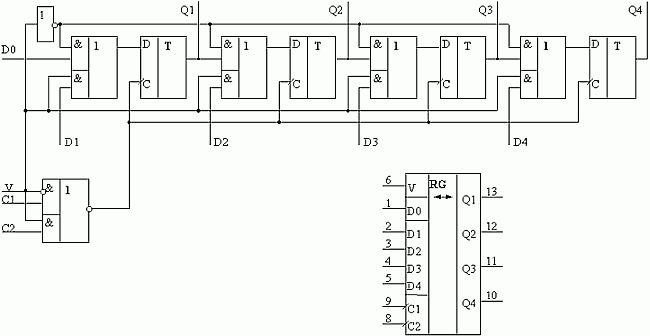 1 Q1 Q2 Q3 Q4
D0 & 1 D T & 1 D T & 1 D T & 1 D T
& C & C & C & C
D1 D2 D3 D4
V & 1
C1
C2 &
6 V RG Q1 13
1 D0
2 D1 Q2 12
3 D2
4 D3 Q3 11
5 D4
9 C1 Q4 10
8 C2